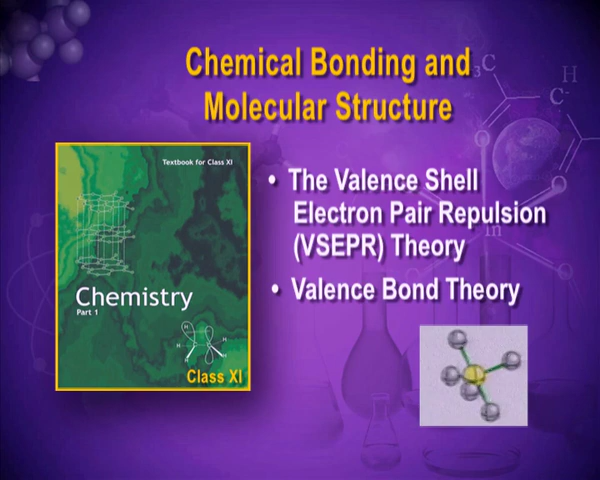 Chemical Bonding and
Molecular Structure
Textbook for Class XI
Chemistry
Part 1
Class XI
• The Valence Shell
Electron Pair Repulsion
(VSEPR) Theory
• Valence Bond Theory